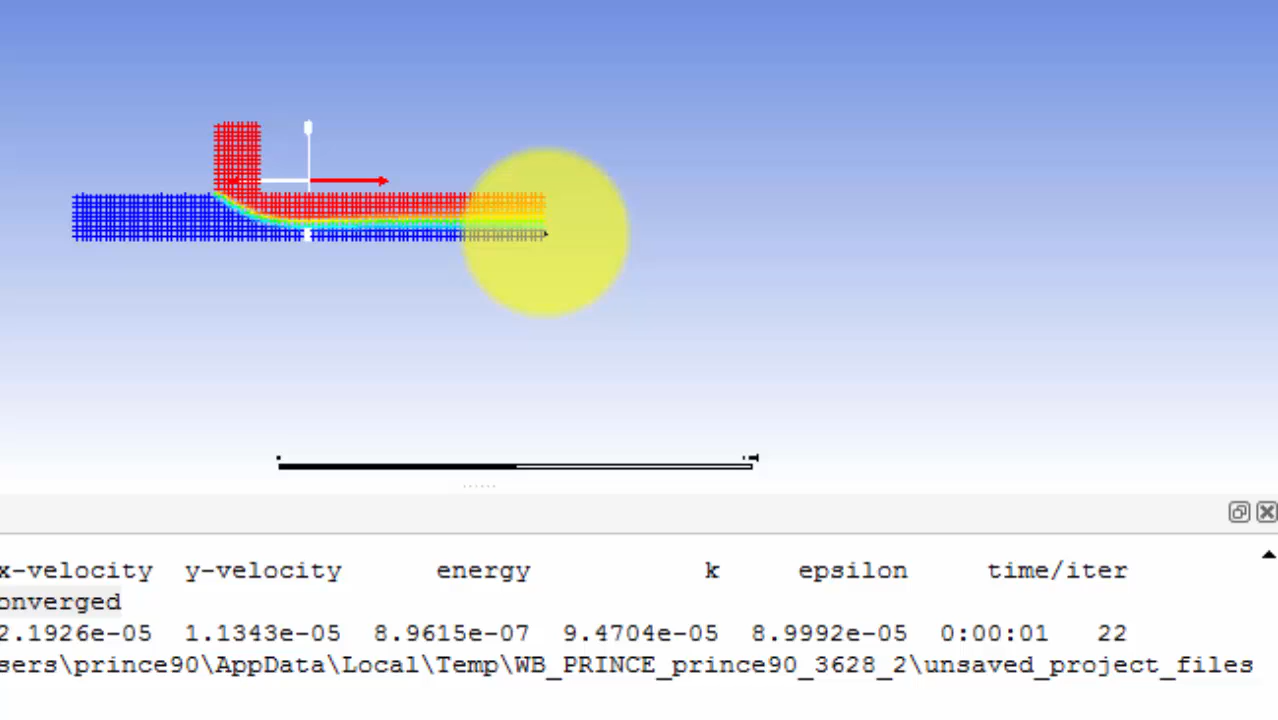 x-velocity y-velocity energy k epsilon time/iter
onverged
2.1926e-05 1.1343e-05 8.9615e-07 9.4704e-05 8.9992e-05 0:00:01 22
sers\prince90\AppData\Local\Temp\WB_PRINCE_prince90_3628_2\unsaved_project_files